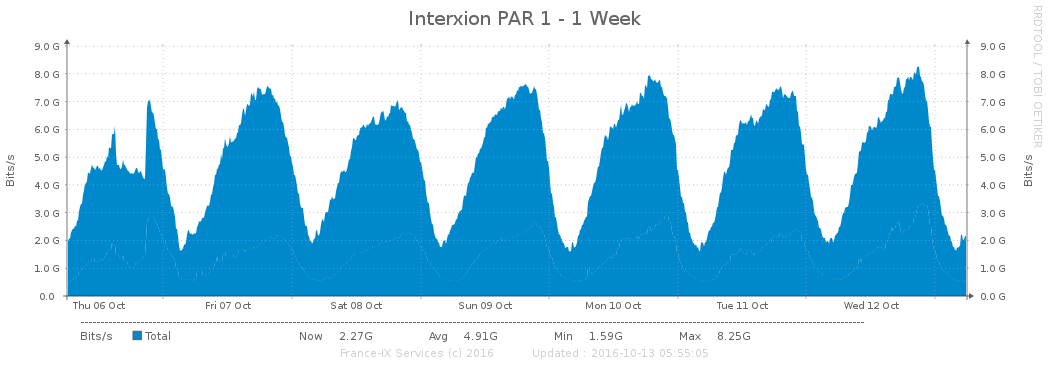 Interxion PAR 1 - 1 Week
RRDTOOL / TOBI OETIKER
Bits/s
9.0 G
8.0 G
7.0 G
6.0 G
5.0 G
4.0 G
3.0 G
2.0 G
1.0 G
0.0
9.0 G
8.0 G
7.0 G
6.0 G
5.0 G
4.0 G
3.0 G
2.0 G
1.0 G
0.0 G
Bits/s
Thu 06 Oct Fri 07 Oct Sat 08 Oct Sun 09 Oct Mon 10 Oct Tue 11 Oct Wed 12 Oct
Bits/s Total Now 2.27G Avg 4.91G Min 1.59G Max 8.25G
France-IX Services (c) 2016 Updated : 2016-10-13 05:55:05